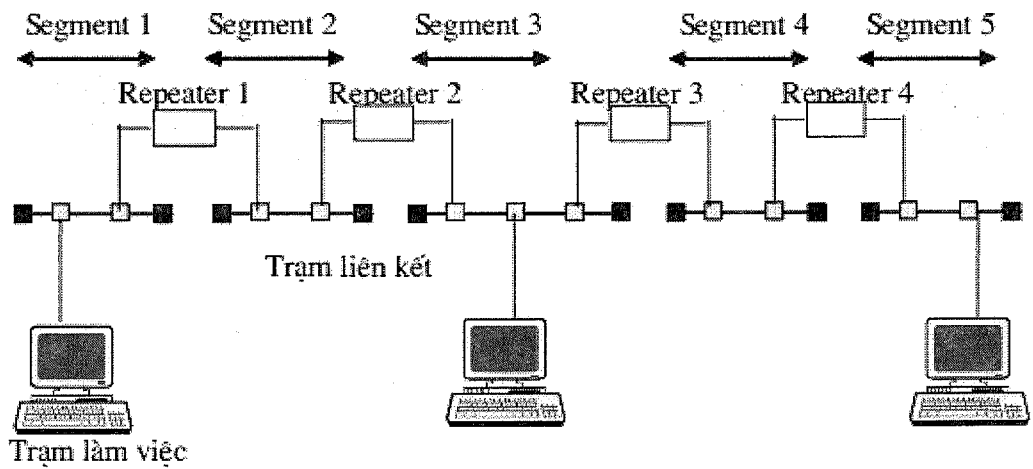 Segment 1 Segment 2 Segment 3 Segment 4 Segment 5
Repeater 1 Repeater 2 Repeater 3 Repeater 4
Trạm liên kết
Trạm làm việc